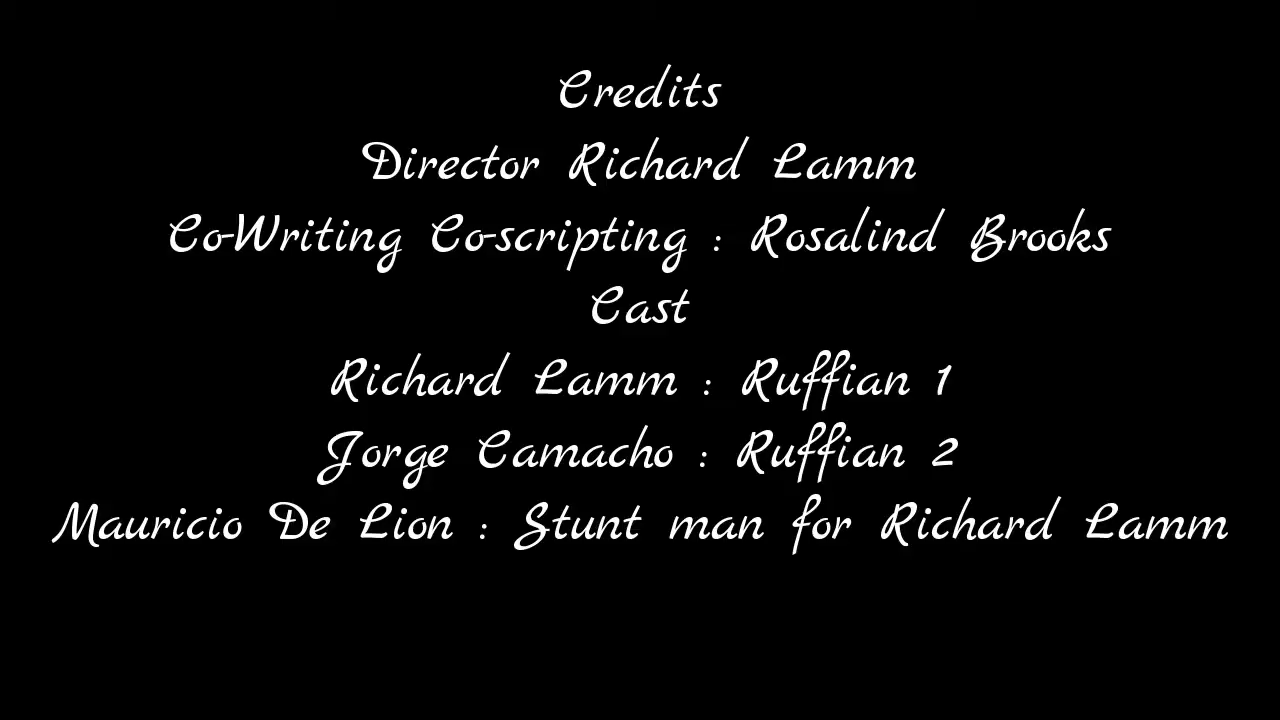 Credits
Director Richard Lamm
Co-Writing Co-scripting : Rosalind Brooks
Cast
Richard Lamm : Ruffian 1
Jorge Camacho : Ruffian 2
Mauricio De Lion : Stunt man for Richard Lamm